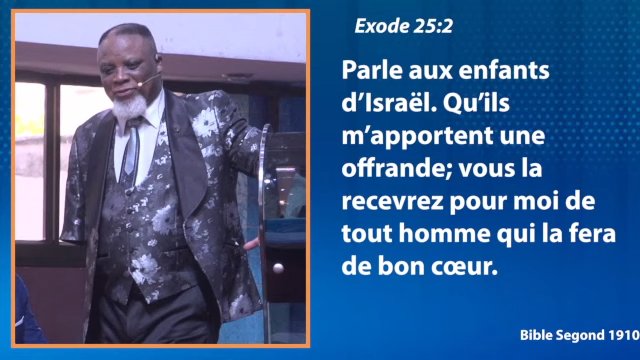 Exode 25:2
Parle aux enfants
d’Israël. Qu’ils
m’apportent une
offrande; vous la
recevrez pour moi de
tout homme qui la fera
de bon cœur.
Bible Segond 1910